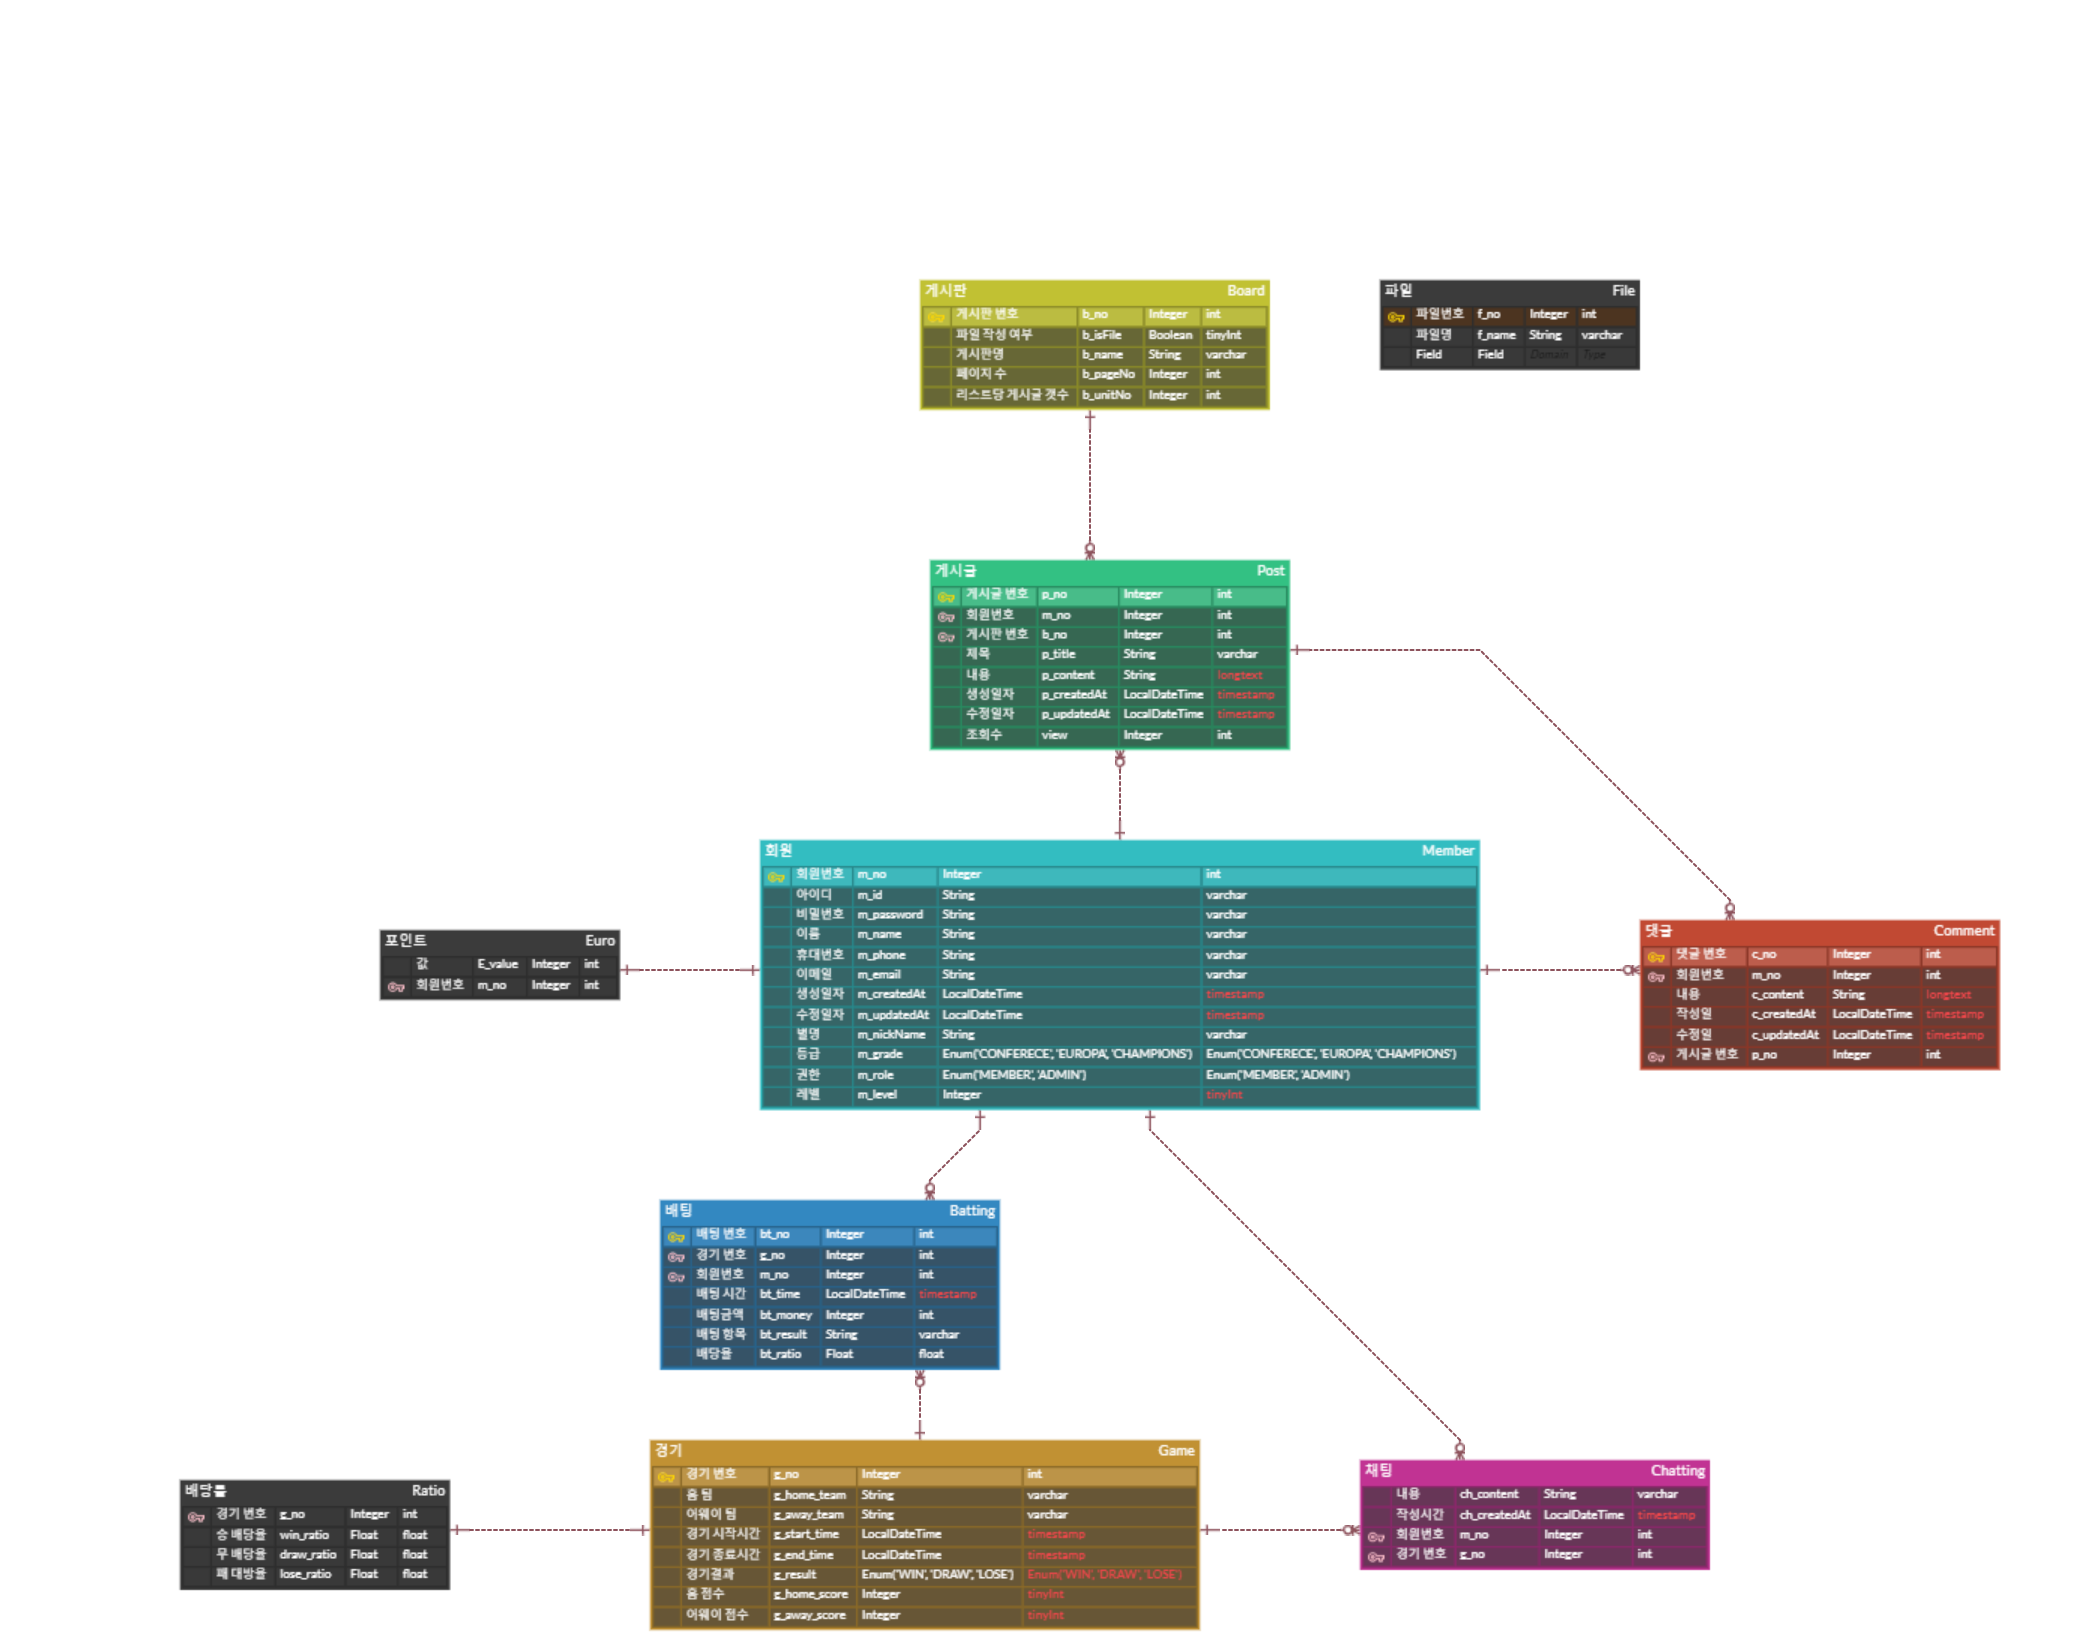 게시판 Board
게시판 번호 b_no Integer int
파일 작성 여부 b_isFile Boolean tinyInt
게시판명 b_name String varchar
페이지 수 b_pageNo Integer int
리스트당 게시글 갯수 b_unitNo Integer int
파일 File
파일번호 f_no Integer int
파일명 f_name String varchar
Field Field Domain Type
게시글 Post
게시글 번호 p_no Integer int
회원번호 m_no Integer int
게시판 번호 b_no Integer int
제목 p_title String varchar
내용 p_content String longtext
생성일자 p_createdAt LocalDateTime timestamp
수정일자 p_updatedAt LocalDateTime timestamp
조회수 view Integer int
회원 Member
회원번호 m_no Integer int
아이디 m_id String varchar
비밀번호 m_password String varchar
이름 m_name String varchar
휴대번호 m_phone String varchar
이메일 m_email String varchar
생성일자 m_createdAt LocalDateTime timestamp
수정일자 m_updatedAt LocalDateTime timestamp
별명 m_nickName String varchar
등급 m_grade Enum('CONFERECE', 'EUROPA', 'CHAMPIONS') Enum('CONFERECE', 'EUROPA', 'CHAMPIONS')
권한 m_role Enum('MEMBER', 'ADMIN') Enum('MEMBER', 'ADMIN')
레벨 m_level Integer tinyInt
포인트 Euro
값 E_value Integer int
회원번호 m_no Integer int
댓글 Comment
댓글 번호 c_no Integer int
회원번호 m_no Integer int
내용 c_content String longtext
작성일 c_createdAt LocalDateTime timestamp
수정일 c_updatedAt LocalDateTime timestamp
게시글 번호 p_no Integer int
배팅 Batting
배팅 번호 bt_no Integer int
경기 번호 g_no Integer int
회원번호 m_no Integer int
배팅 시간 bt_time LocalDateTime timestamp
배팅금액 bt_money Integer int
배팅 항목 bt_result String varchar
배당율 bt_ratio Float float
경기 Game
경기 번호 g_no Integer int
홈 팀 g_home_team String varchar
어웨이 팀 g_away_team String varchar
경기 시작시간 g_start_time LocalDateTime timestamp
경기 종료시간 g_end_time LocalDateTime timestamp
경기결과 g_result Enum('WIN', 'DRAW', 'LOSE') Enum('WIN', 'DRAW', 'LOSE')
홈 점수 g_home_score Integer tinyInt
어웨이 점수 g_away_score Integer tinyInt
배당률 Ratio
경기 번호 g_no Integer int
승 배당율 win_ratio Float float
무 배당율 draw_ratio Float float
패 대방율 lose_ratio Float float
채팅 Chatting
내용 ch_content String varchar
작성시간 ch_createdAt LocalDateTime timestamp
회원번호 m_no Integer int
경기 번호 g_no Integer int